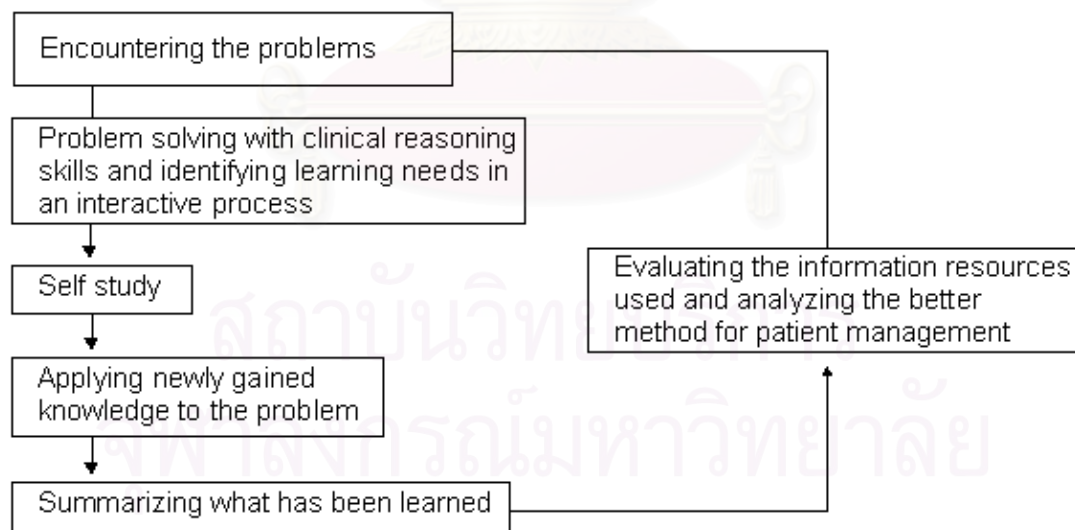 Encountering the problems
Problem solving with clinical reasoning
skills and identifying learning needs in
an interactive process
Self study
Applying newly gained
knowledge to the problem
Summarizing what has been learned
Evaluating the information resources
used and analyzing the better
method for patient management
สถาบันวิทยบริการ
จุฬาลงกรณ์มหาวิทยาลัย